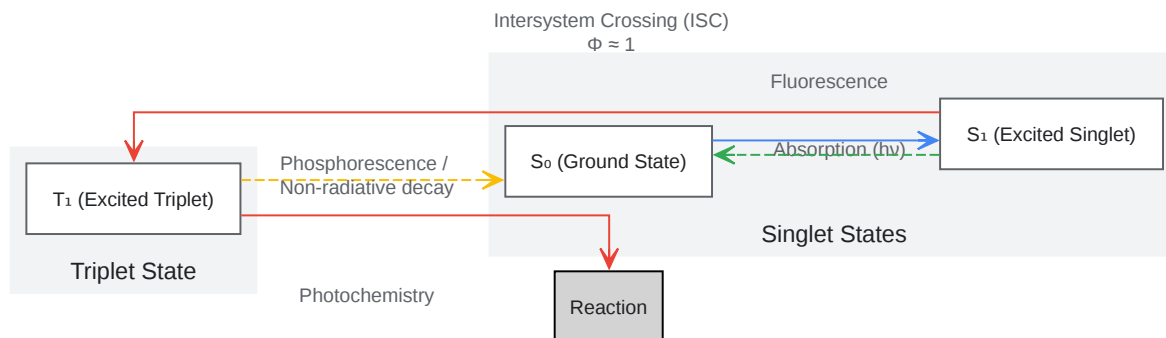 Intersystem Crossing (ISC)
Φ ≈ 1
Fluorescence
S₁ (Excited Singlet)
S₀ (Ground State)
Absorption (hν)
Phosphorescence /
Non-radiative decay
T₁ (Excited Triplet)
Singlet States
Triplet State
Photochemistry
Reaction